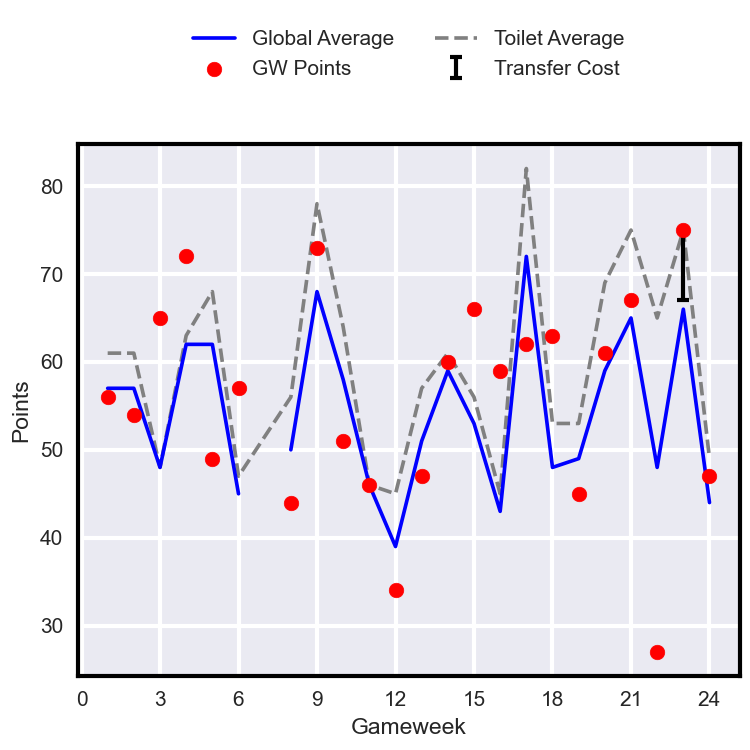 Global Average
Toilet Average
GW Points
Transfer Cost
80
70
60
50
40
30
Points
0 3 6 9 12 15 18 21 24
Gameweek